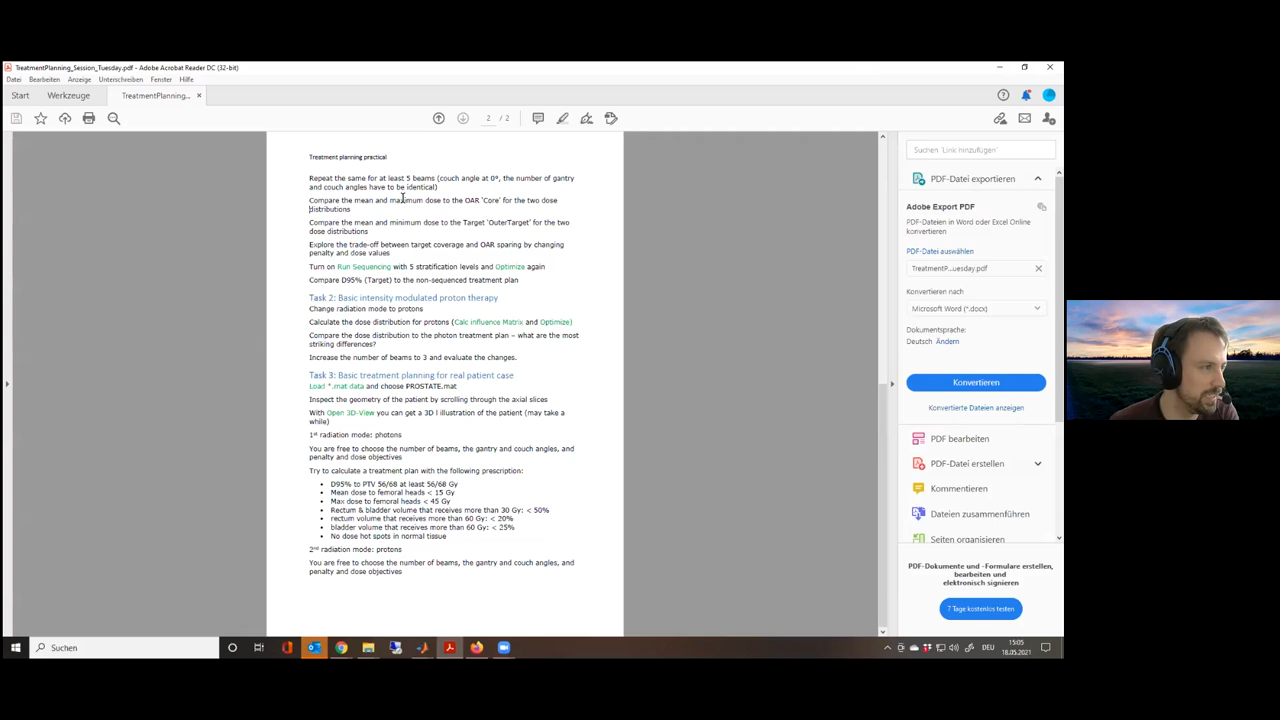 TreatmentPlanning_Session_Tuesday.pdf - Adobe Acrobat Reader DC (32-bit)
Datei Bearbeiten Anzeige Unterschreiben Fenster Hilfe
Start Werkzeuge TreatmentPlanning... ×
2 / 2
Treatment planning practical
Repeat the same for at least 5 beams (couch angle at 0°, the number of gantry
and couch angles have to be identical)
Compare the mean and maximum dose to the OAR 'Core' for the two dose
distributions
Compare the mean and minimum dose to the Target 'OuterTarget' for the two
dose distributions
Explore the trade-off between target coverage and OAR sparing by changing
penalty and dose values
Turn on Run Sequencing with 5 stratification levels and Optimize again
Compare D95% (Target) to the non-sequenced treatment plan
Task 2: Basic intensity modulated proton therapy
Change radiation mode to protons
Calculate the dose distribution for protons (Calc influence Matrix and Optimize)
Compare the dose distribution to the photon treatment plan – what are the most
striking differences?
Increase the number of beams to 3 and evaluate the changes.
Task 3: Basic treatment planning for real patient case
Load *.mat data and choose PROSTATE.mat
Inspect the geometry of the patient by scrolling through the axial slices
With Open 3D-View you can get a 3D l illustration of the patient (may take a
while)
1st radiation mode: photons
You are free to choose the number of beams, the gantry and couch angles, and
penalty and dose objectives
Try to calculate a treatment plan with the following prescription:
• D95% to PTV 56/68 at least 56/68 Gy
• Mean dose to femoral heads < 15 Gy
• Max dose to femoral heads < 45 Gy
• Rectum & bladder volume that receives more than 30 Gy: < 50%
• rectum volume that receives more than 60 Gy: < 20%
• bladder volume that receives more than 60 Gy: < 25%
• No dose hot spots in normal tissue
2nd radiation mode: protons
You are free to choose the number of beams, the gantry and couch angles, and
penalty and dose objectives
Suchen 'Link hinzufügen'
PDF-Datei exportieren
Adobe Export PDF
PDF-Dateien in Word oder Excel Online
konvertieren
PDF-Datei auswählen
TreatmentP...uesday.pdf
Konvertieren nach
Microsoft Word (*.docx)
Dokumentsprache:
Deutsch Ändern
Konvertieren
Konvertierte Dateien anzeigen
PDF bearbeiten
PDF-Datei erstellen
Kommentieren
Dateien zusammenführen
Seiten organisieren
PDF-Dokumente und -Formulare erstellen,
bearbeiten und
elektronisch signieren
7 Tage kostenlos testen
Suchen
DEU
15:05
18.05.2021